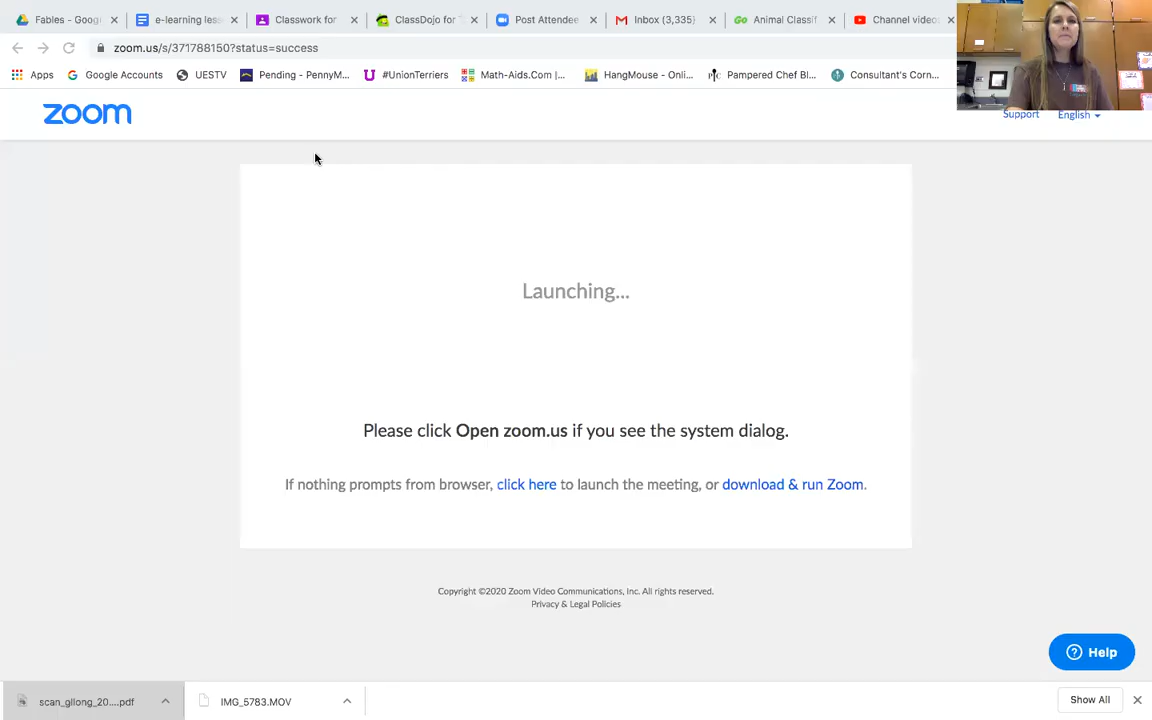 Fables - Goog
e-learning less
Classwork for
ClassDojo for T
Post Attendee
Inbox (3,335)
Animal Classif
Channel video
zoom.us/s/371788150?status=success
Apps
Google Accounts
UESTV
Pending - PennyM...
#UnionTerriers
Math-Aids.Com |...
HangMouse - Onli...
Pampered Chef Bl...
Consultant's Corn...
zoom
Support
English
Launching...
Please click Open zoom.us if you see the system dialog.
If nothing prompts from browser, click here to launch the meeting, or download & run Zoom.
Copyright ©2020 Zoom Video Communications, Inc. All rights reserved.
Privacy & Legal Policies
Help
scan_gllong_20....pdf
IMG_5783.MOV
Show All